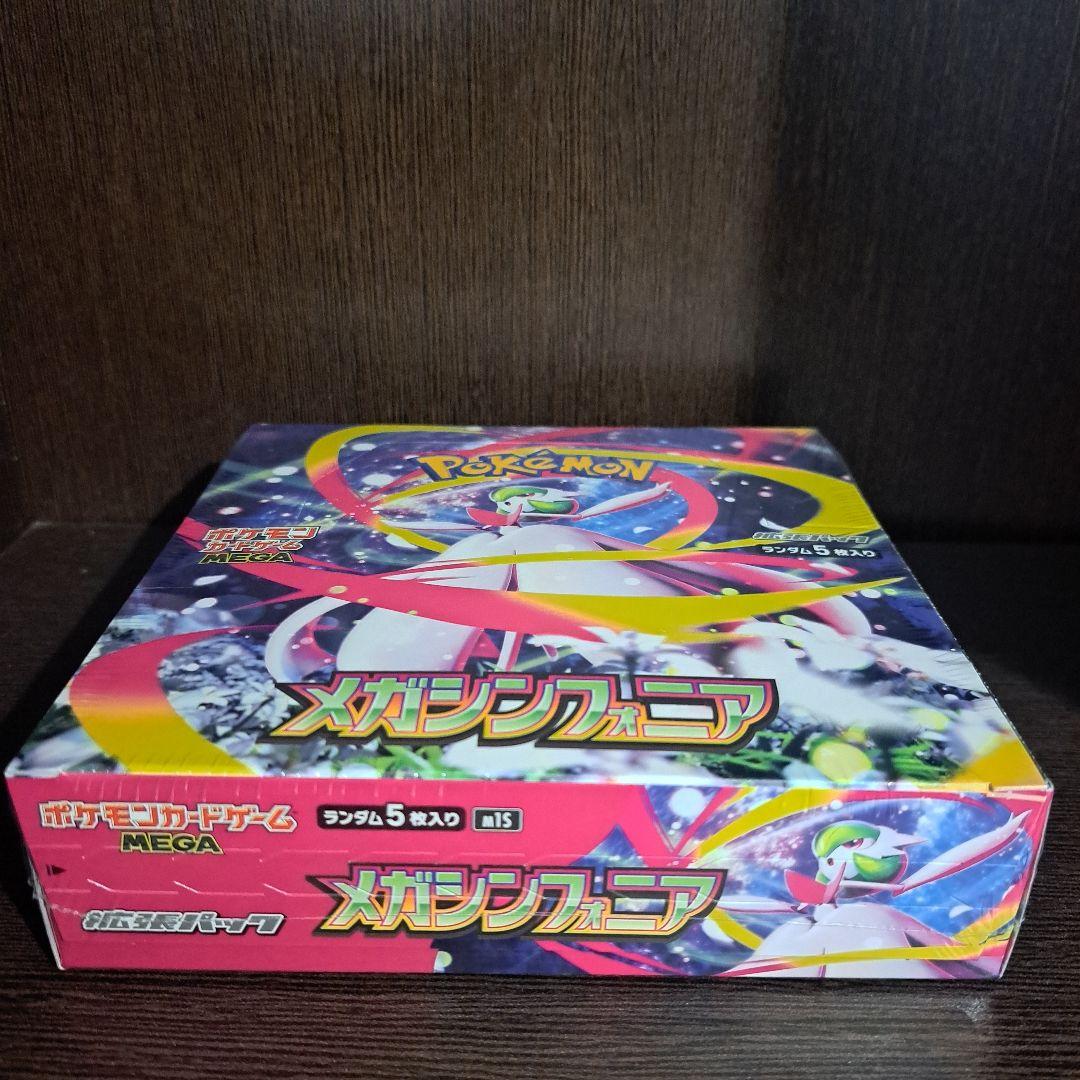 POKéMON
ポケモン
カードゲーム
MEGA
拡張パック
ランダム5枚入り
メガシンフォニア
ポケモンカードゲーム
MEGA
ランダム5枚入り
m1S
メガシンフォニア
拡張パック